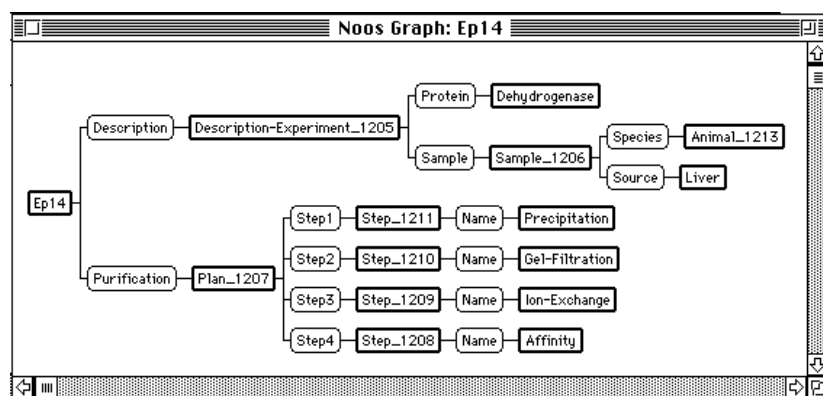 Noos Graph: Ep14
Protein Dehydrogenase
Description Description-Experiment_1205
Species Animal_1213
Sample Sample_1206
Source Liver
Ep14
Step1 Step_1211 Name Precipitation
Step2 Step_1210 Name Gel-Filtration
Purification Plan_1207
Step3 Step_1209 Name Ion-Exchange
Step4 Step_1208 Name Affinity